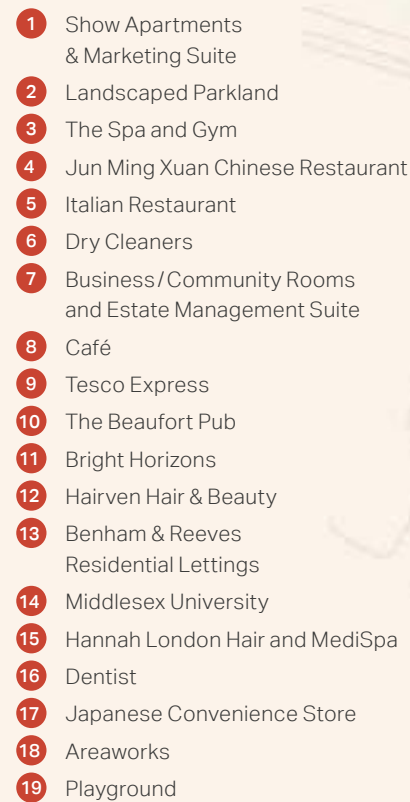 1 Show Apartments
& Marketing Suite
2 Landscaped Parkland
3 The Spa and Gym
4 Jun Ming Xuan Chinese Restaurant
5 Italian Restaurant
6 Dry Cleaners
7 Business/Community Rooms
and Estate Management Suite
8 Café
9 Tesco Express
10 The Beaufort Pub
11 Bright Horizons
12 Hairven Hair & Beauty
13 Benham & Reeves
Residential Lettings
14 Middlesex University
15 Hannah London Hair and MediSpa
16 Dentist
17 Japanese Convenience Store
18 Areaworks
19 Playground